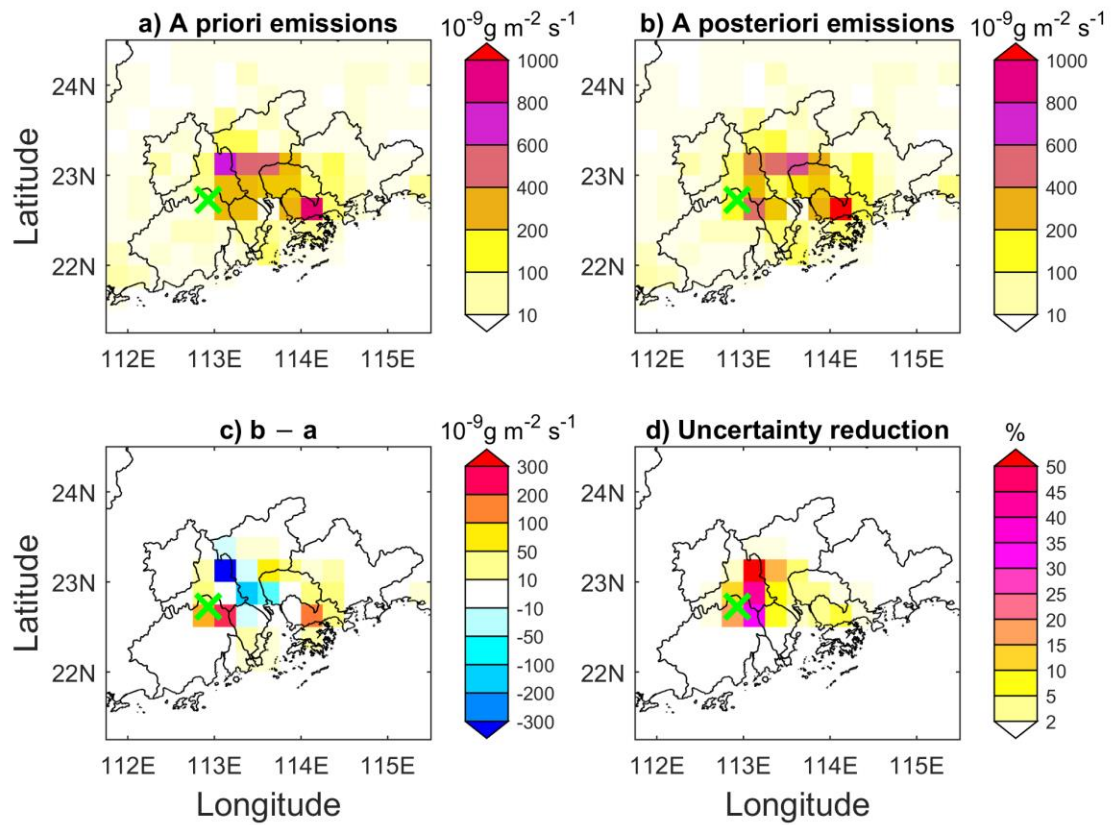 a) A priori emissions
10⁻⁹g m⁻² s⁻¹
b) A posteriori emissions
10⁻⁹g m⁻² s⁻¹
Latitude
24N
23N
22N
112E 113E 114E 115E
1000
800
600
400
200
100
10
24N
23N
22N
112E 113E 114E 115E
1000
800
600
400
200
100
10
c) b − a
10⁻⁹g m⁻² s⁻¹
d) Uncertainty reduction
%
Latitude
24N
23N
22N
112E 113E 114E 115E
Longitude
300
200
100
50
10
-10
-50
-100
-200
-300
24N
23N
22N
112E 113E 114E 115E
Longitude
50
45
40
35
30
25
20
15
10
5
2